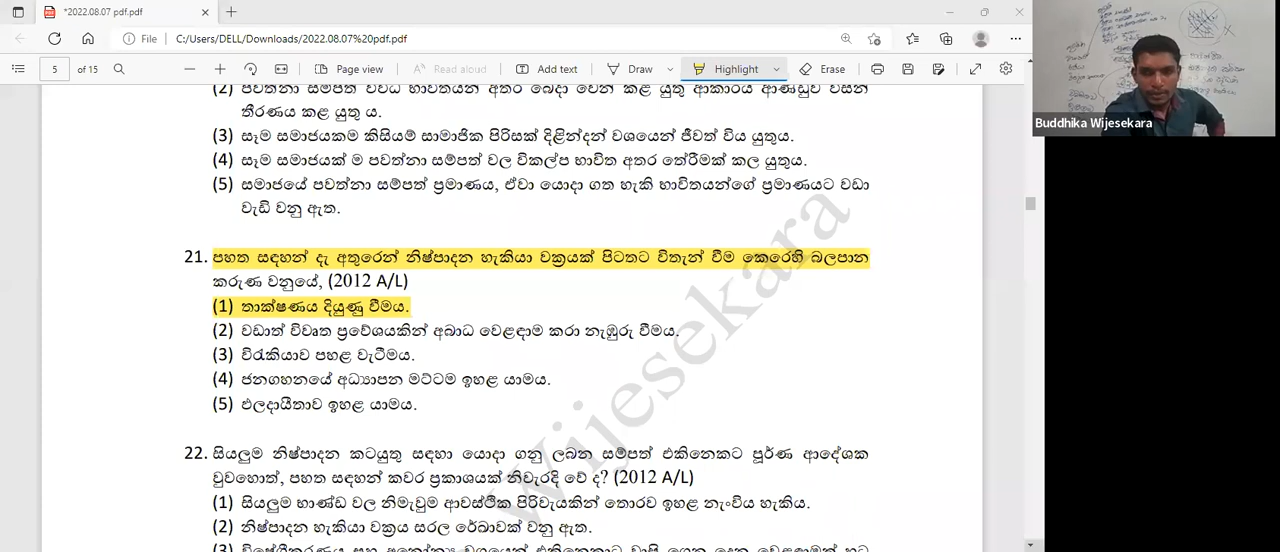 *2022.08.07 pdf.pdf
File C:/Users/DELL/Downloads/2022.08.07%20pdf.pdf
5 of 15 Page view Read aloud Add text Draw Highlight Erase
(2) පවත්නා සම්පත් විවිධ භාවිතයන් අතර බෙදා වෙන් කළ යුතු ආකාරය ආණ්ඩුව විසින්
තීරණය කළ යුතු ය.
(3) සෑම සමාජයකම කිසියම් සාමාජික පිරිසක් දිළින්දන් වශයෙන් ජීවත් විය යුතුය.
(4) සෑම සමාජයක් ම පවත්නා සම්පත් වල විකල්ප භාවිත අතර තේරීමක් කල යුතුය.
(5) සමාජයේ පවත්නා සම්පත් ප්‍රමාණය, ඒවා යොදා ගත හැකි භාවිතයන්ගේ ප්‍රමාණයට වඩා
වැඩි වනු ඇත.
21. පහත සඳහන් දෑ අතුරෙන් නිෂ්පාදන හැකියා වක්‍රයක් පිටතට විතැන් වීම කෙරෙහි බලපාන
කරුණ වනුයේ, (2012 A/L)
(1) තාක්ෂණය දියුණු වීමය.
(2) වඩාත් විවෘත ප්‍රවේශයකින් අබාධ වෙළඳාම කරා නැඹුරු වීමය.
(3) විරැකියාව පහළ වැටීමය.
(4) ජනගහනයේ අධ්‍යාපන මට්ටම ඉහළ යාමය.
(5) ඵලදායීතාව ඉහළ යාමය.
22. සියලුම නිෂ්පාදන කටයුතු සඳහා යොදා ගනු ලබන සම්පත් එකිනෙකට පූර්ණ ආදේශක
වුවහොත්, පහත සඳහන් කවර ප්‍රකාශයක් නිවැරදි වේ ද? (2012 A/L)
(1) සියලුම භාණ්ඩ වල නිමැවුම ආවස්ථික පිරිවැයකින් තොරව ඉහළ නැංවිය හැකිය.
(2) නිෂ්පාදන හැකියා වක්‍රය සරල රේඛාවක් වනු ඇත.
Wijesekara
Buddhika Wijesekara